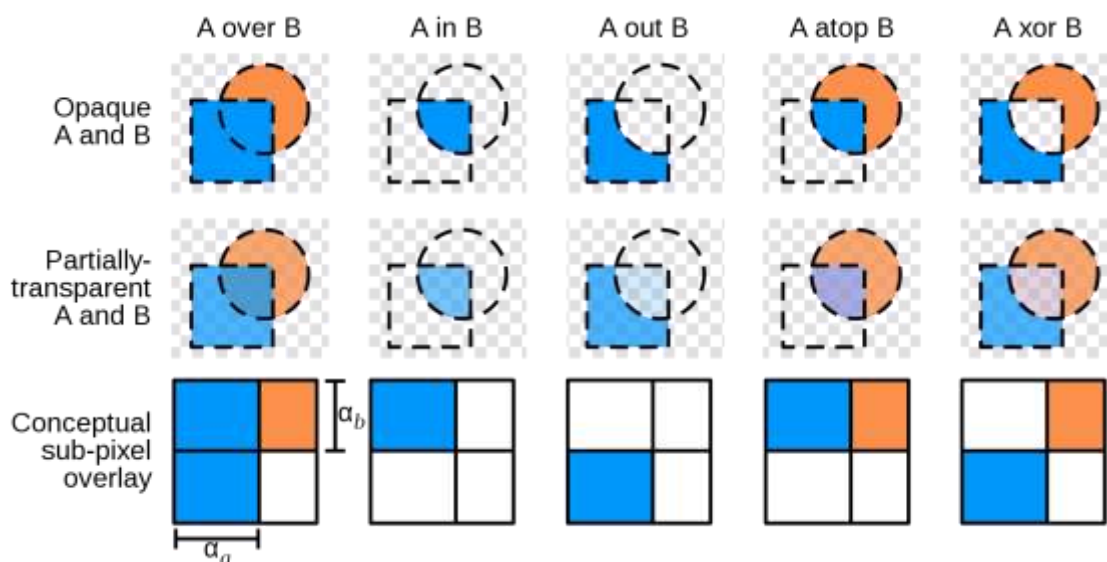 A over B
A in B
A out B
A atop B
A xor B
Opaque
A and B
Partially-
transparent
A and B
Conceptual
sub-pixel
overlay
αb
αa